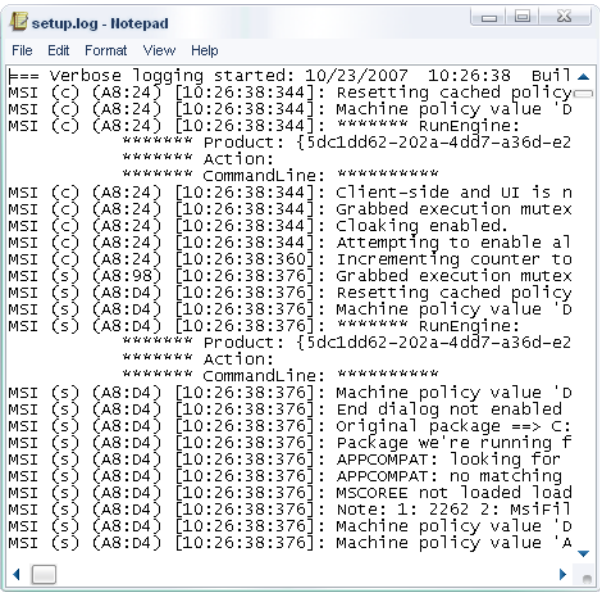 setup.log - Notepad
File Edit Format View Help
=== Verbose logging started: 10/23/2007  10:26:38  Buil
MSI (c) (A8:24) [10:26:38:344]: Resetting cached policy
MSI (c) (A8:24) [10:26:38:344]: Machine policy value 'D
MSI (c) (A8:24) [10:26:38:344]: ******* RunEngine:
******* Product: {5dc1dd62-202a-4dd7-a36d-e2
******* Action:
******* CommandLine: **********
MSI (c) (A8:24) [10:26:38:344]: Client-side and UI is n
MSI (c) (A8:24) [10:26:38:344]: Grabbed execution mutex
MSI (c) (A8:24) [10:26:38:344]: Cloaking enabled.
MSI (c) (A8:24) [10:26:38:344]: Attempting to enable al
MSI (c) (A8:24) [10:26:38:360]: Incrementing counter to
MSI (s) (A8:98) [10:26:38:376]: Grabbed execution mutex
MSI (s) (A8:D4) [10:26:38:376]: Resetting cached policy
MSI (s) (A8:D4) [10:26:38:376]: Machine policy value 'D
MSI (s) (A8:D4) [10:26:38:376]: ******* RunEngine:
******* Product: {5dc1dd62-202a-4dd7-a36d-e2
******* Action:
******* CommandLine: **********
MSI (s) (A8:D4) [10:26:38:376]: Machine policy value 'D
MSI (s) (A8:D4) [10:26:38:376]: End dialog not enabled
MSI (s) (A8:D4) [10:26:38:376]: Original package ==> C:
MSI (s) (A8:D4) [10:26:38:376]: Package we're running f
MSI (s) (A8:D4) [10:26:38:376]: APPCOMPAT: looking for
MSI (s) (A8:D4) [10:26:38:376]: APPCOMPAT: no matching
MSI (s) (A8:D4) [10:26:38:376]: MSCOREE not loaded load
MSI (s) (A8:D4) [10:26:38:376]: Note: 1: 2262 2: MsiFil
MSI (s) (A8:D4) [10:26:38:376]: Machine policy value 'D
MSI (s) (A8:D4) [10:26:38:376]: Machine policy value 'A